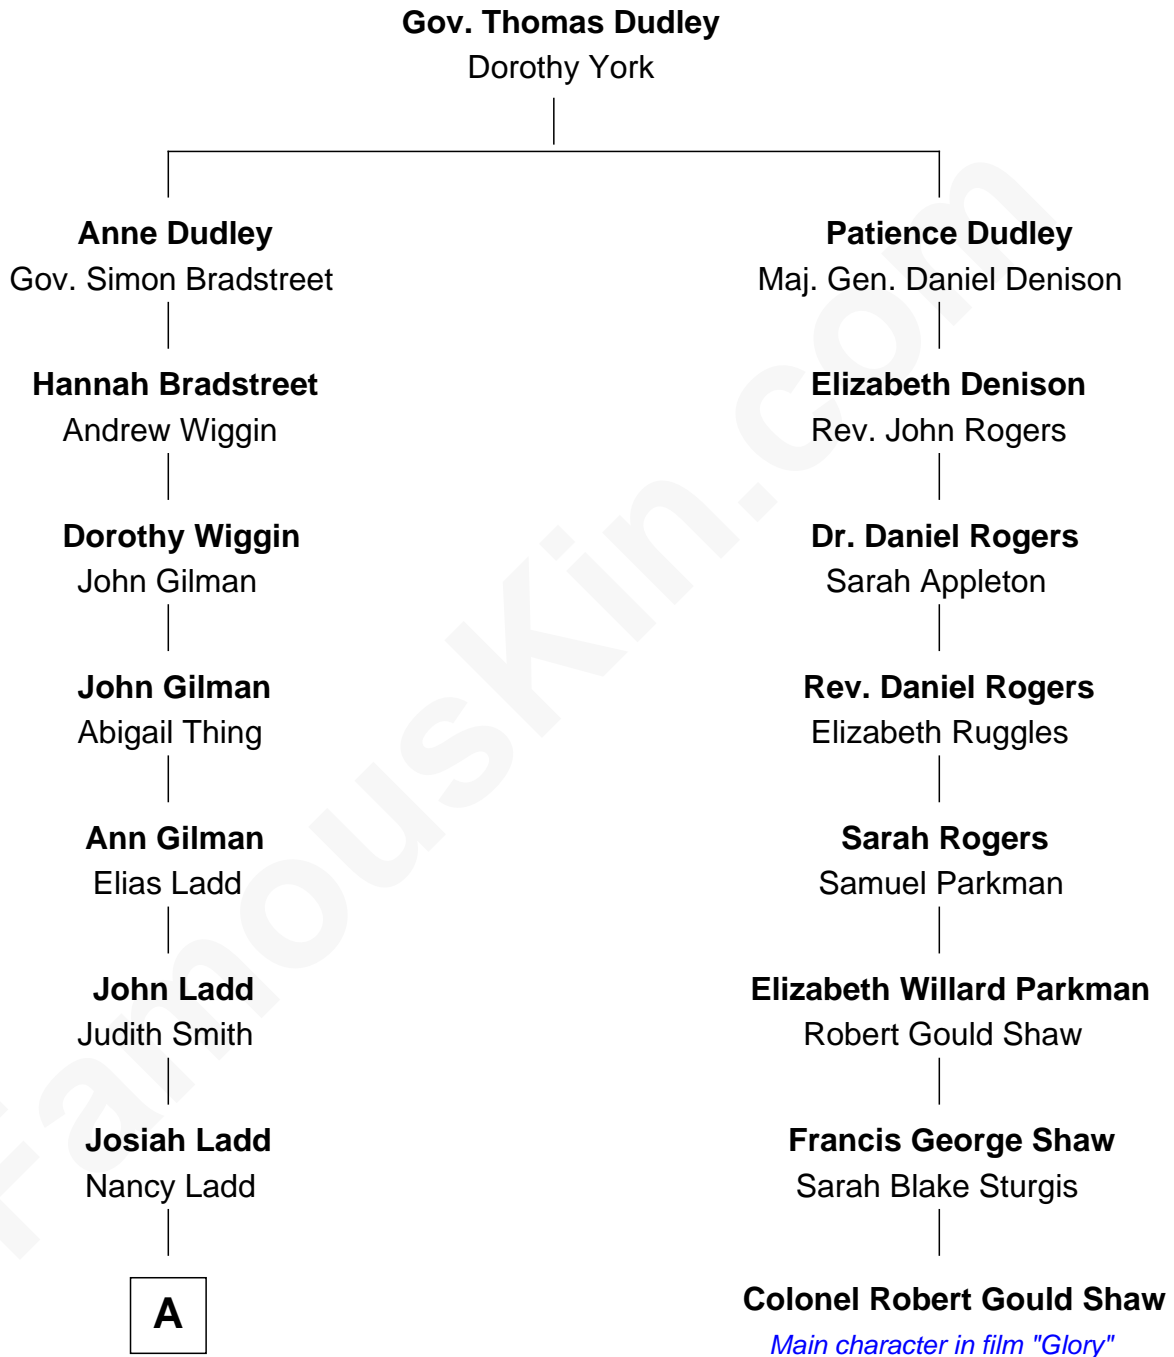 Gov. Thomas Dudley
Dorothy York
Anne Dudley
Gov. Simon Bradstreet
Patience Dudley
Maj. Gen. Daniel Denison
Hannah Bradstreet
Andrew Wiggin
Elizabeth Denison
Rev. John Rogers
Dorothy Wiggin
John Gilman
Dr. Daniel Rogers
Sarah Appleton
John Gilman
Abigail Thing
Rev. Daniel Rogers
Elizabeth Ruggles
Ann Gilman
Elias Ladd
Sarah Rogers
Samuel Parkman
John Ladd
Judith Smith
Elizabeth Willard Parkman
Robert Gould Shaw
Josiah Ladd
Nancy Ladd
Francis George Shaw
Sarah Blake Sturgis
A
Colonel Robert Gould Shaw
Main character in film "Glory"
FamousKin.com